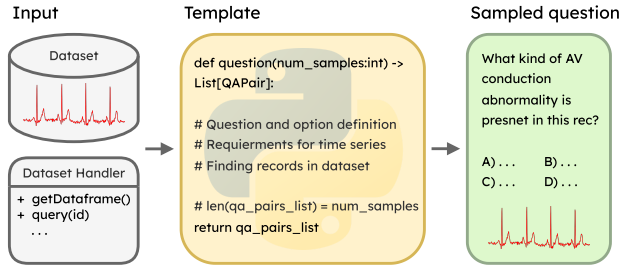 Input
Dataset
Dataset Handler
+ getDataframe()
+ query(id)
...
Template
def question(num_samples:int) ->
List[QAPair]:
# Question and option definition
# Requierments for time series
# Finding records in dataset
# len(qa_pairs_list) = num_samples
return qa_pairs_list
Sampled question
What kind of AV
conduction
abnormality is
presnet in this rec?
A) ... B) ...
C) ... D) ...